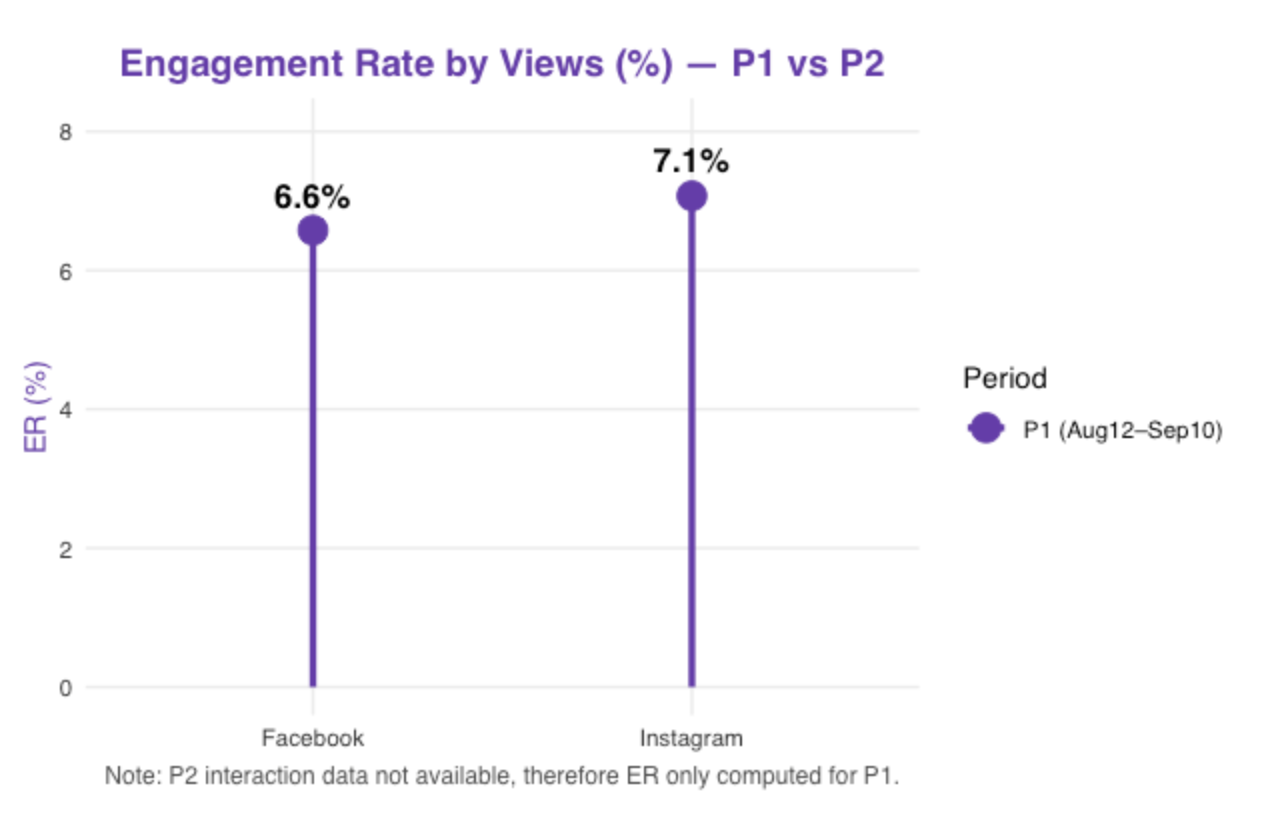 Engagement Rate by Views (%) — P1 vs P2
8
7.1%
6.6%
6
ER (%)
4
2
0
Period
P1 (Aug12–Sep10)
Facebook
Instagram
Note: P2 interaction data not available, therefore ER only computed for P1.